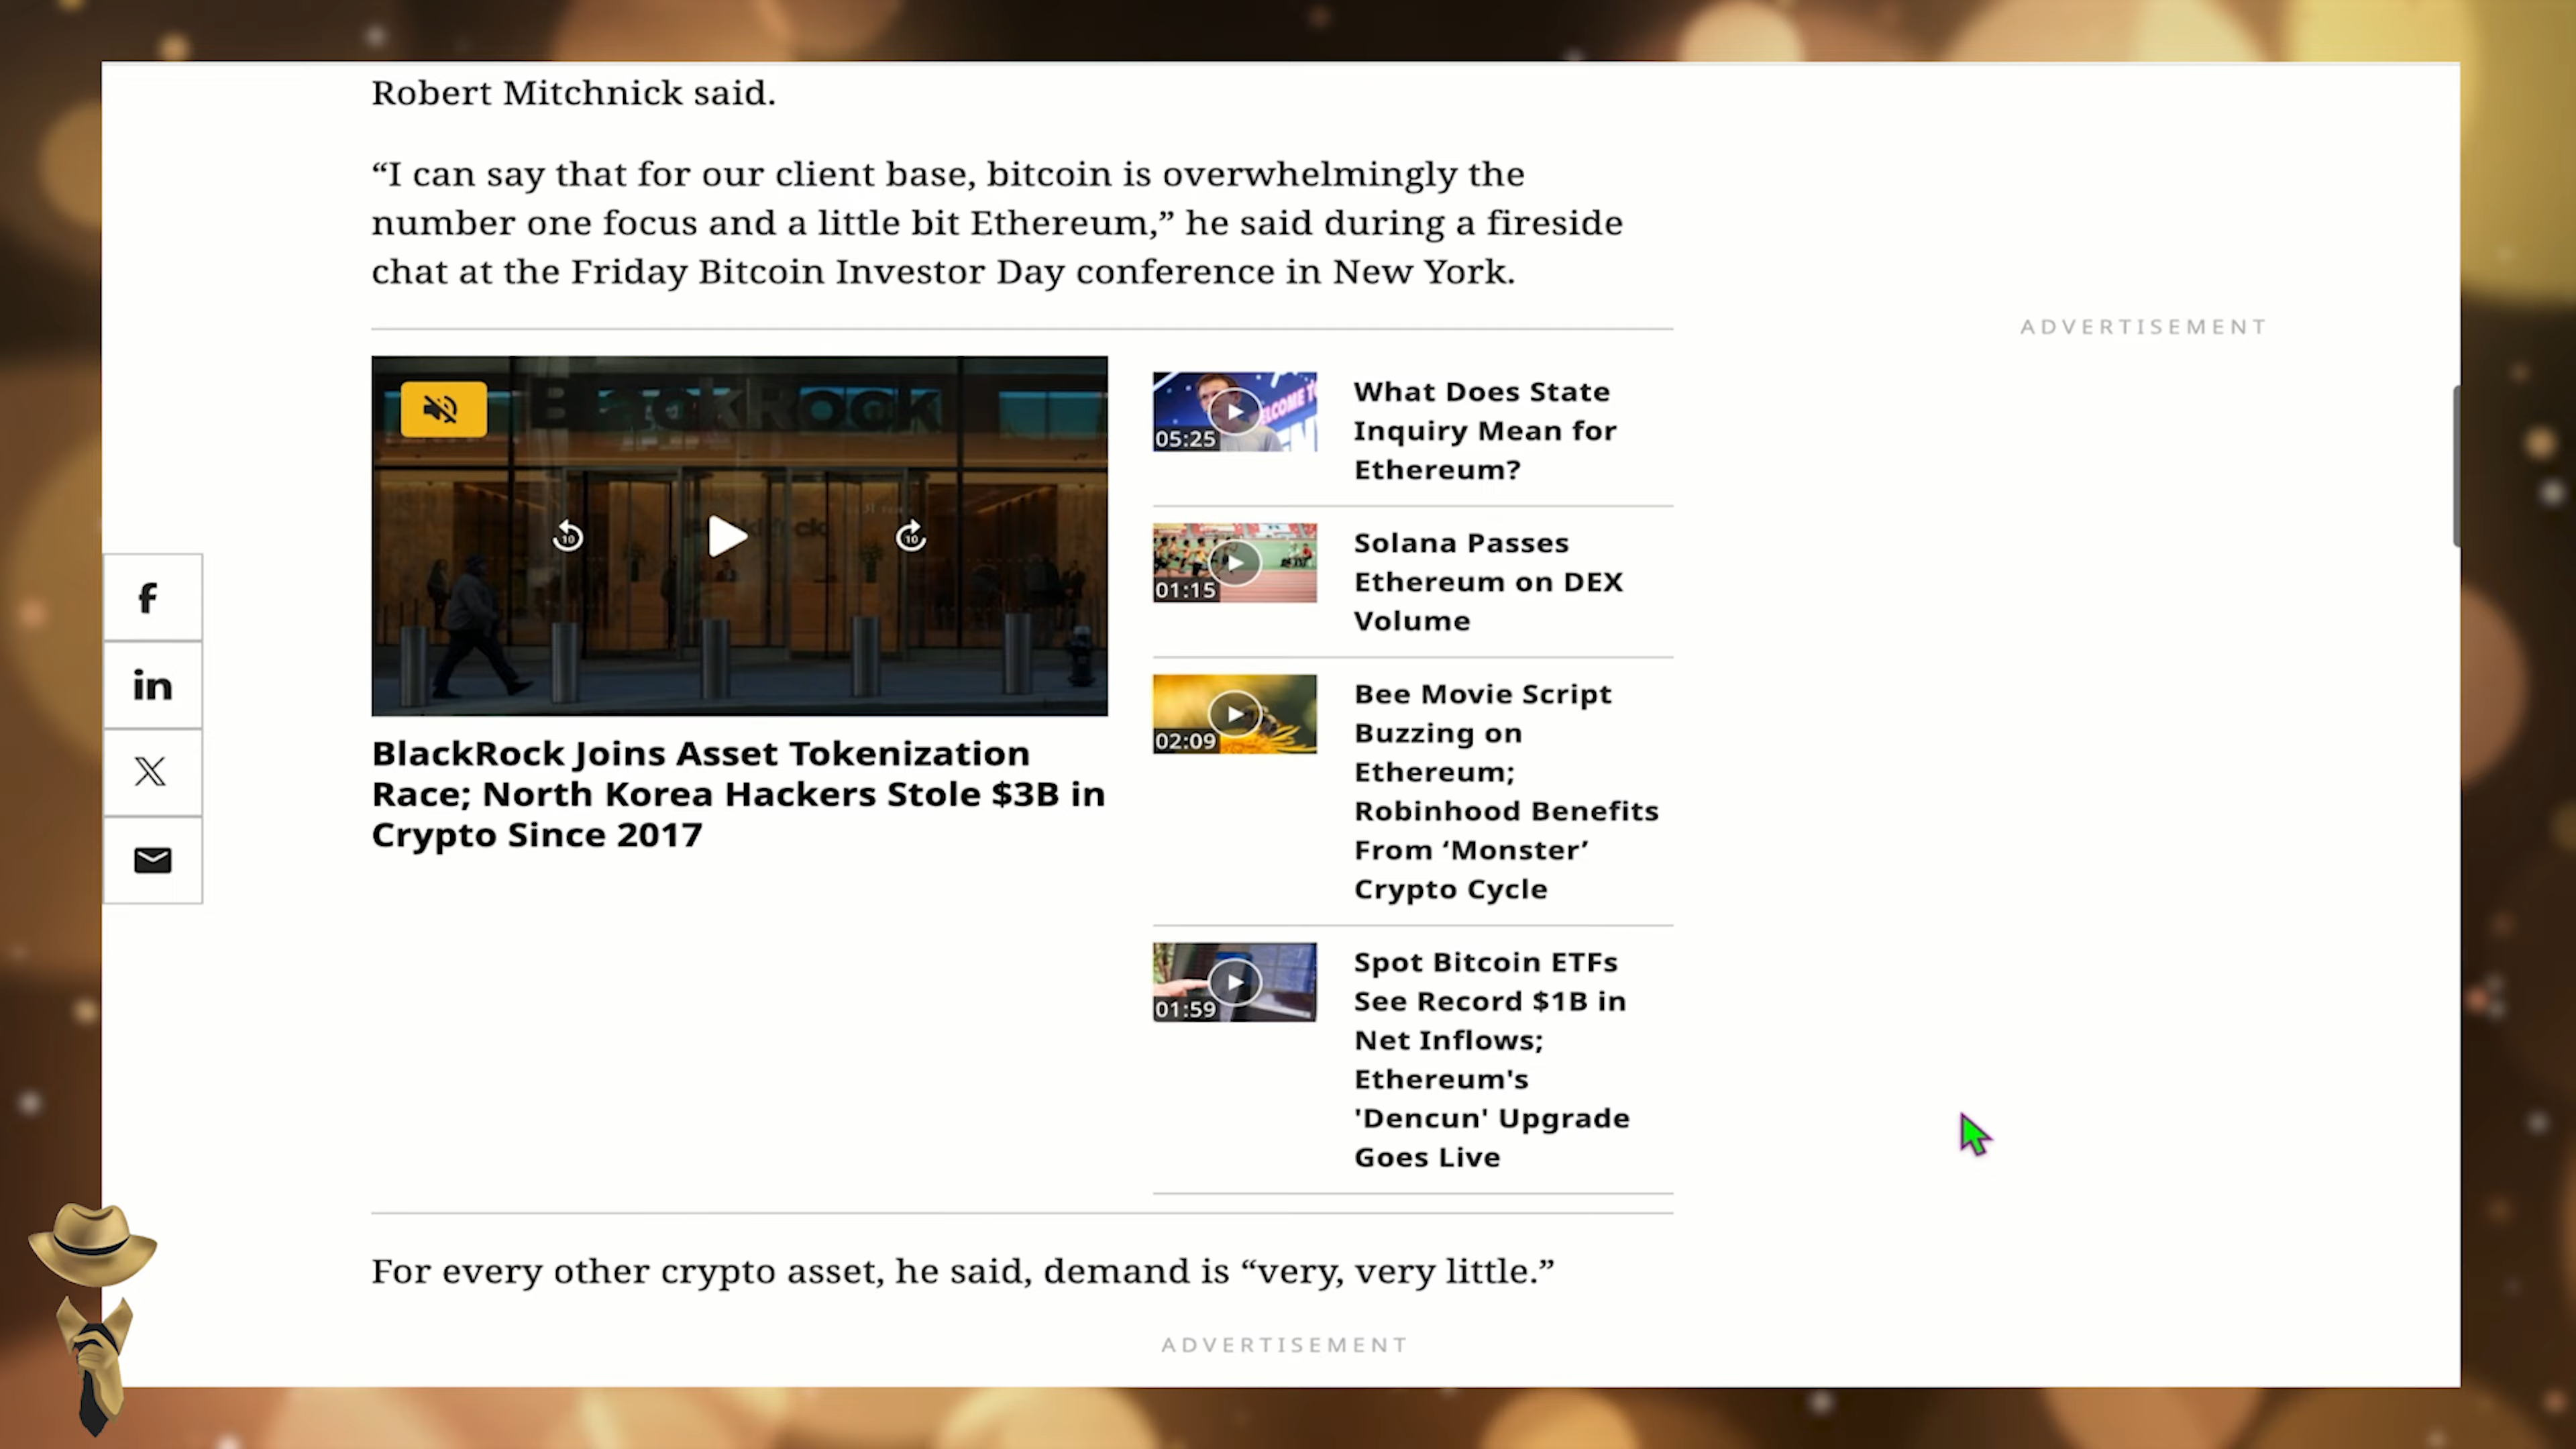 Robert Mitchnick said.
“I can say that for our client base, bitcoin is overwhelmingly the
number one focus and a little bit Ethereum,” he said during a fireside
chat at the Friday Bitcoin Investor Day conference in New York.
ADVERTISEMENT
BlackRock
10
10
BlackRock Joins Asset Tokenization
Race; North Korea Hackers Stole $3B in
Crypto Since 2017
05:25
What Does State
Inquiry Mean for
Ethereum?
01:15
Solana Passes
Ethereum on DEX
Volume
02:09
Bee Movie Script
Buzzing on
Ethereum;
Robinhood Benefits
From ‘Monster’
Crypto Cycle
01:59
Spot Bitcoin ETFs
See Record $1B in
Net Inflows;
Ethereum's
'Dencun' Upgrade
Goes Live
f
in
X
For every other crypto asset, he said, demand is “very, very little.”
ADVERTISEMENT